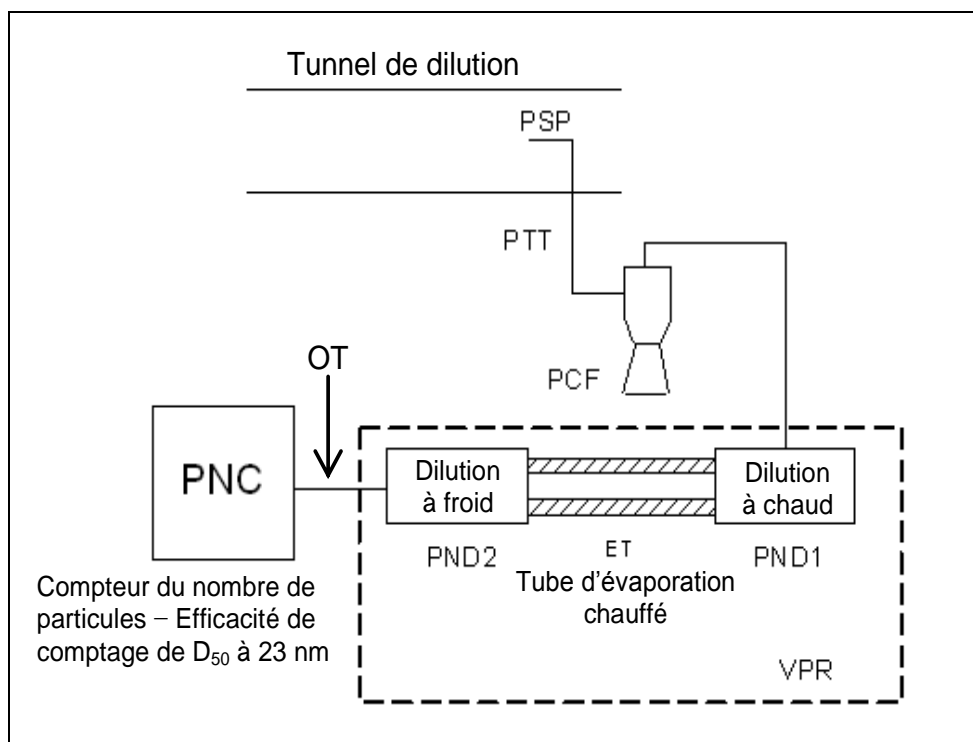 Tunnel de dilution
PSP
PTT
PCF
OT
PNC
Dilution
à froid
Dilution
à chaud
PND2
ET
PND1
Tube d'évaporation
chauffé
Compteur du nombre de
particules – Efficacité de
comptage de D₅₀ à 23 nm
VPR